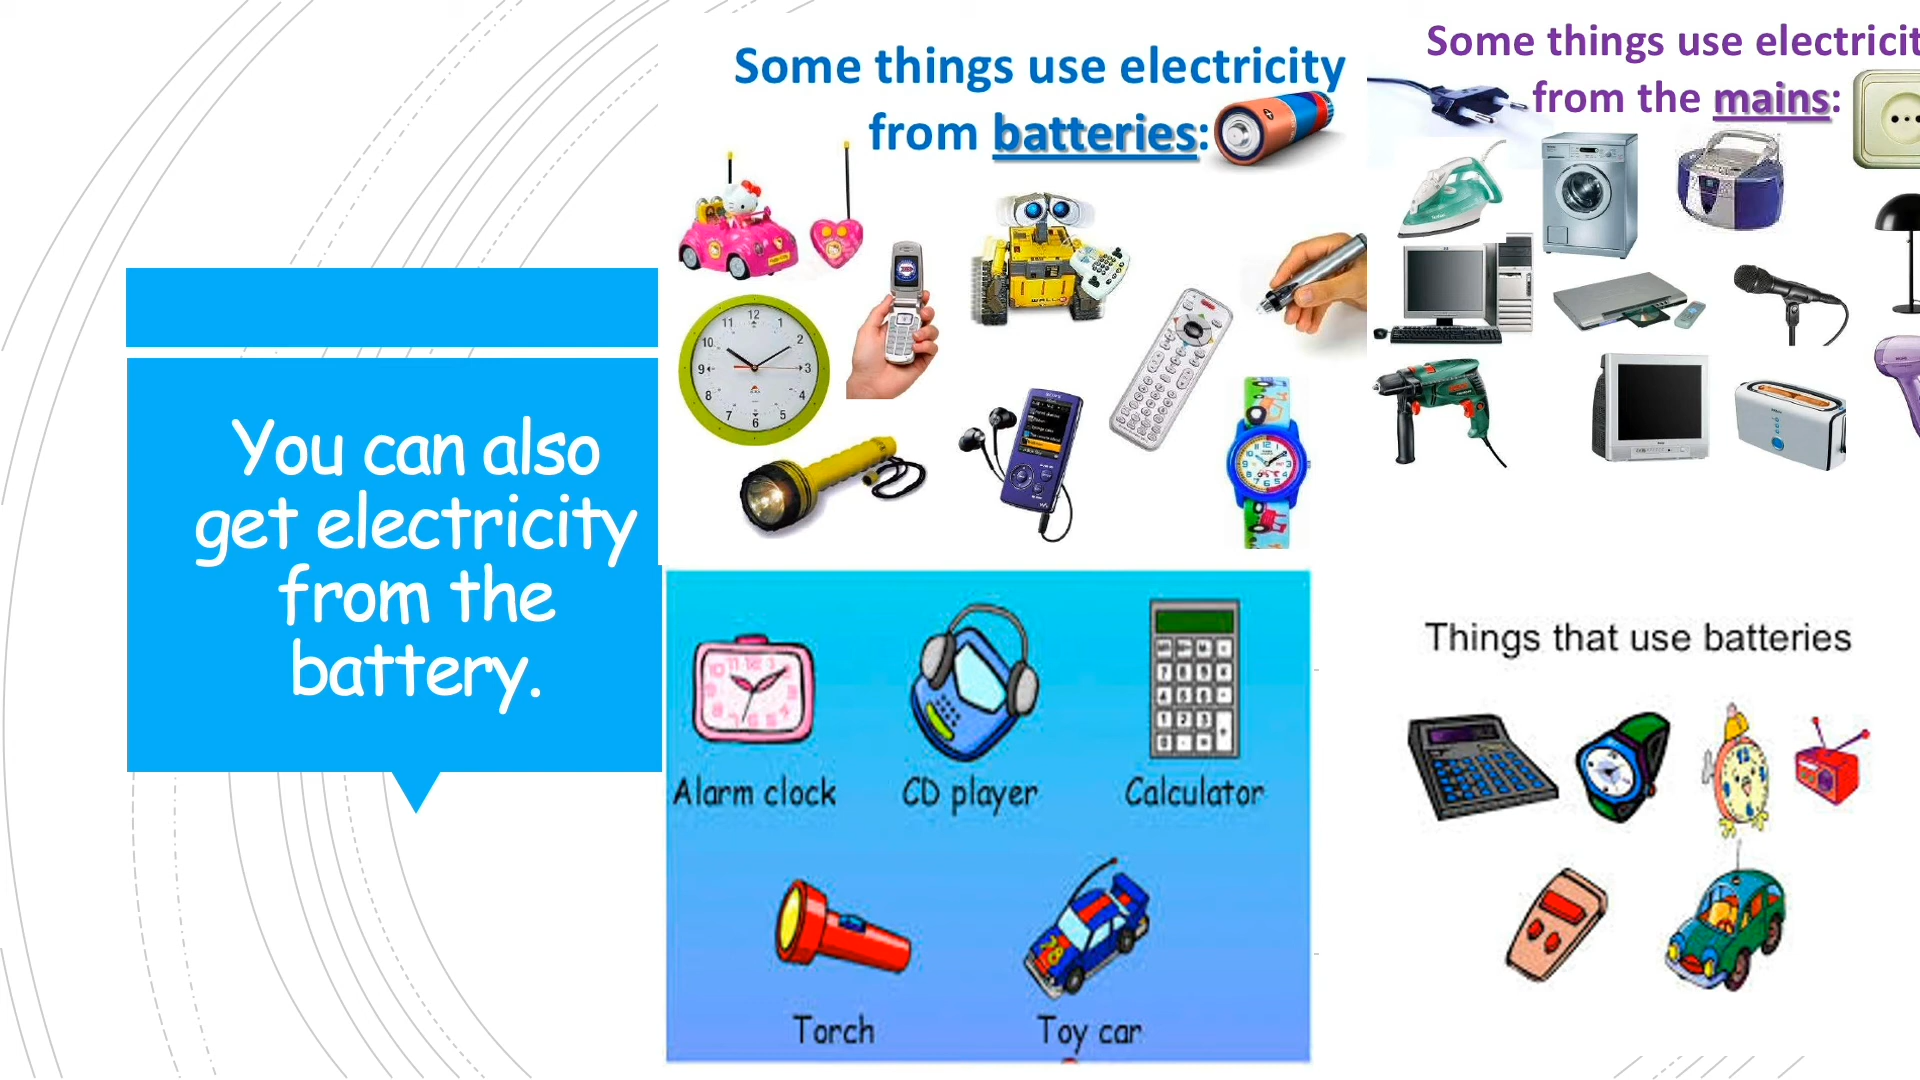 You can also
get electricity
from the
battery.
Some things use electricity
from batteries:
Some things use electricit
from the mains:
Alarm clock
CD player
Calculator
Torch
Toy car
Things that use batteries